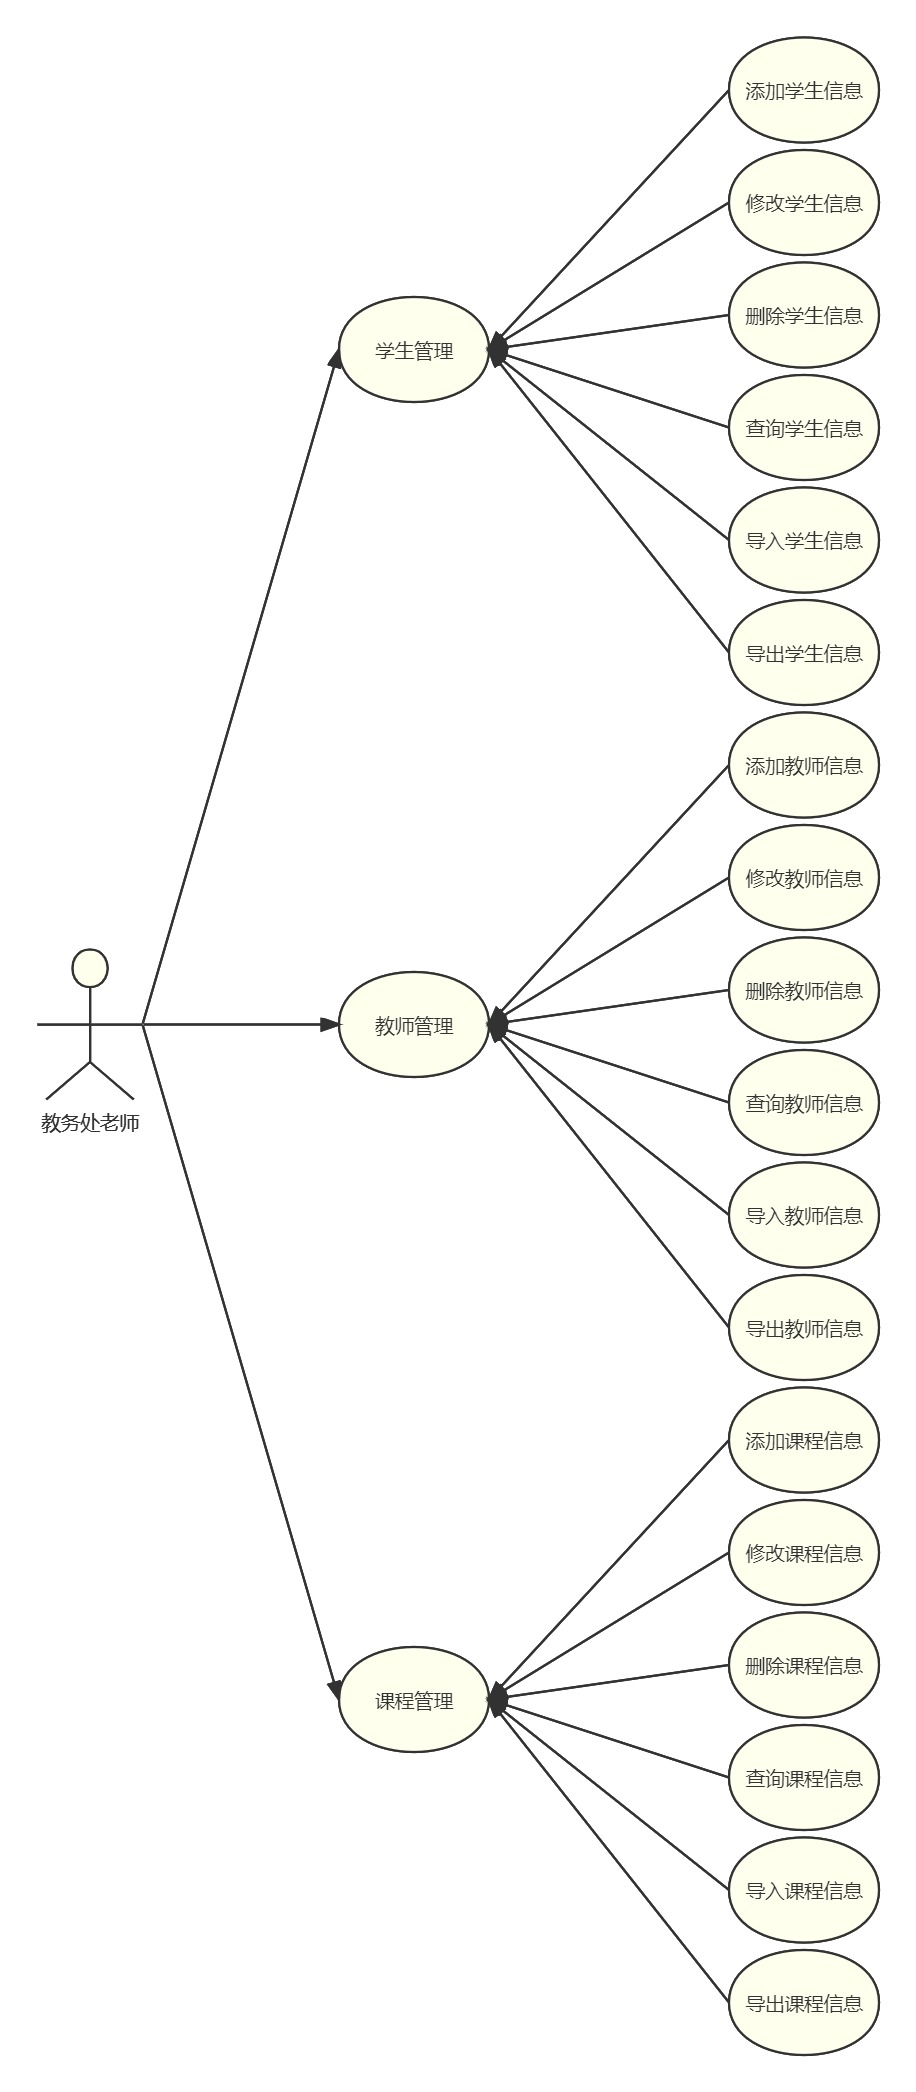 添加学生信息
修改学生信息
删除学生信息
学生管理
查询学生信息
导入学生信息
导出学生信息
添加教师信息
修改教师信息
删除教师信息
教师管理
教务处老师
查询教师信息
导入教师信息
导出教师信息
添加课程信息
修改课程信息
删除课程信息
课程管理
查询课程信息
导入课程信息
导出课程信息